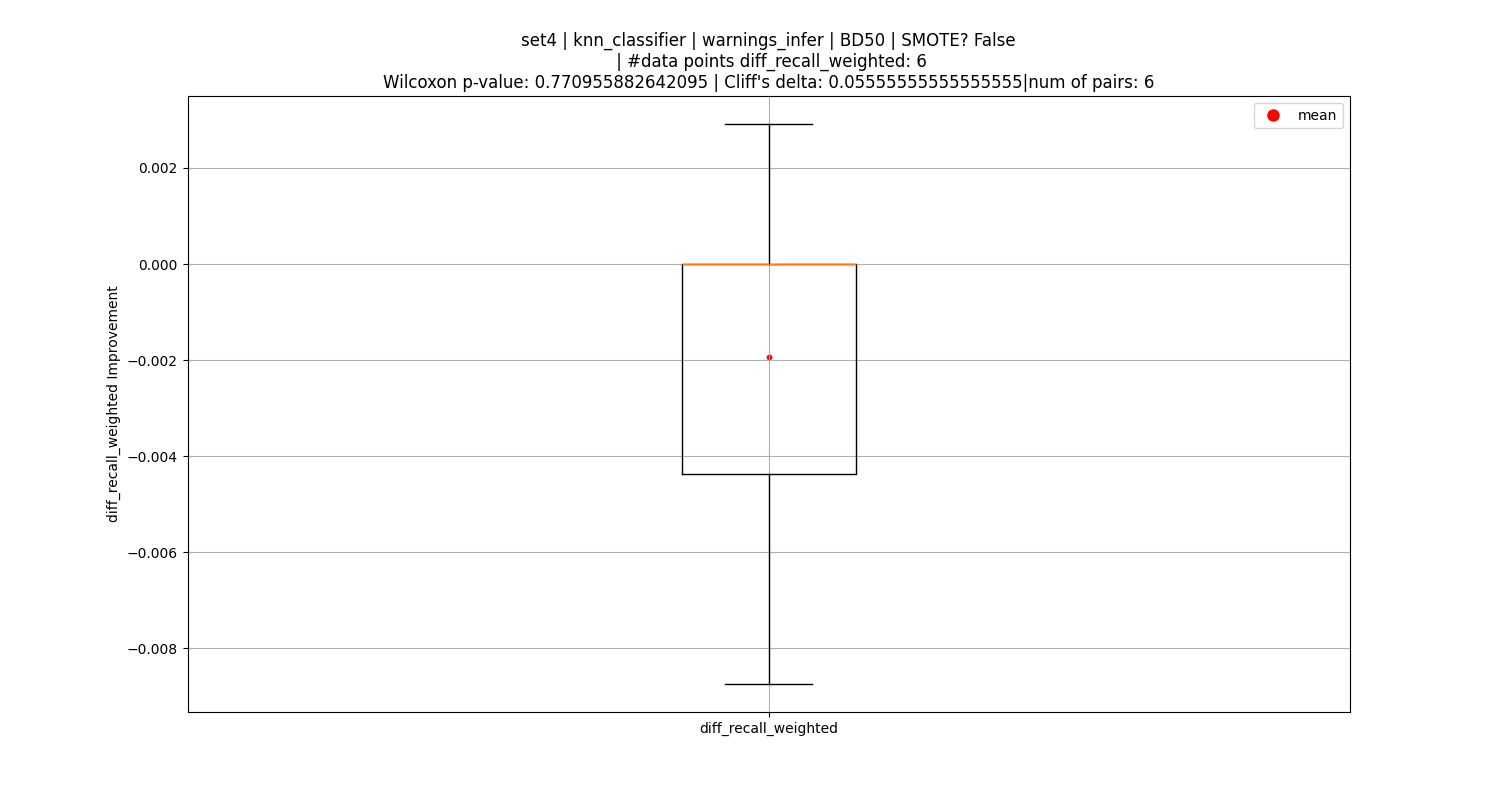 set4 | knn_classifier | warnings_infer | BD50 | SMOTE? False
| #data points diff_recall_weighted: 6
Wilcoxon p-value: 0.770955882642095 | Cliff's delta: 0.05555555555555555|num of pairs: 6
mean
0.002
0.000
−0.002
−0.004
−0.006
−0.008
diff_recall_weighted Improvement
diff_recall_weighted